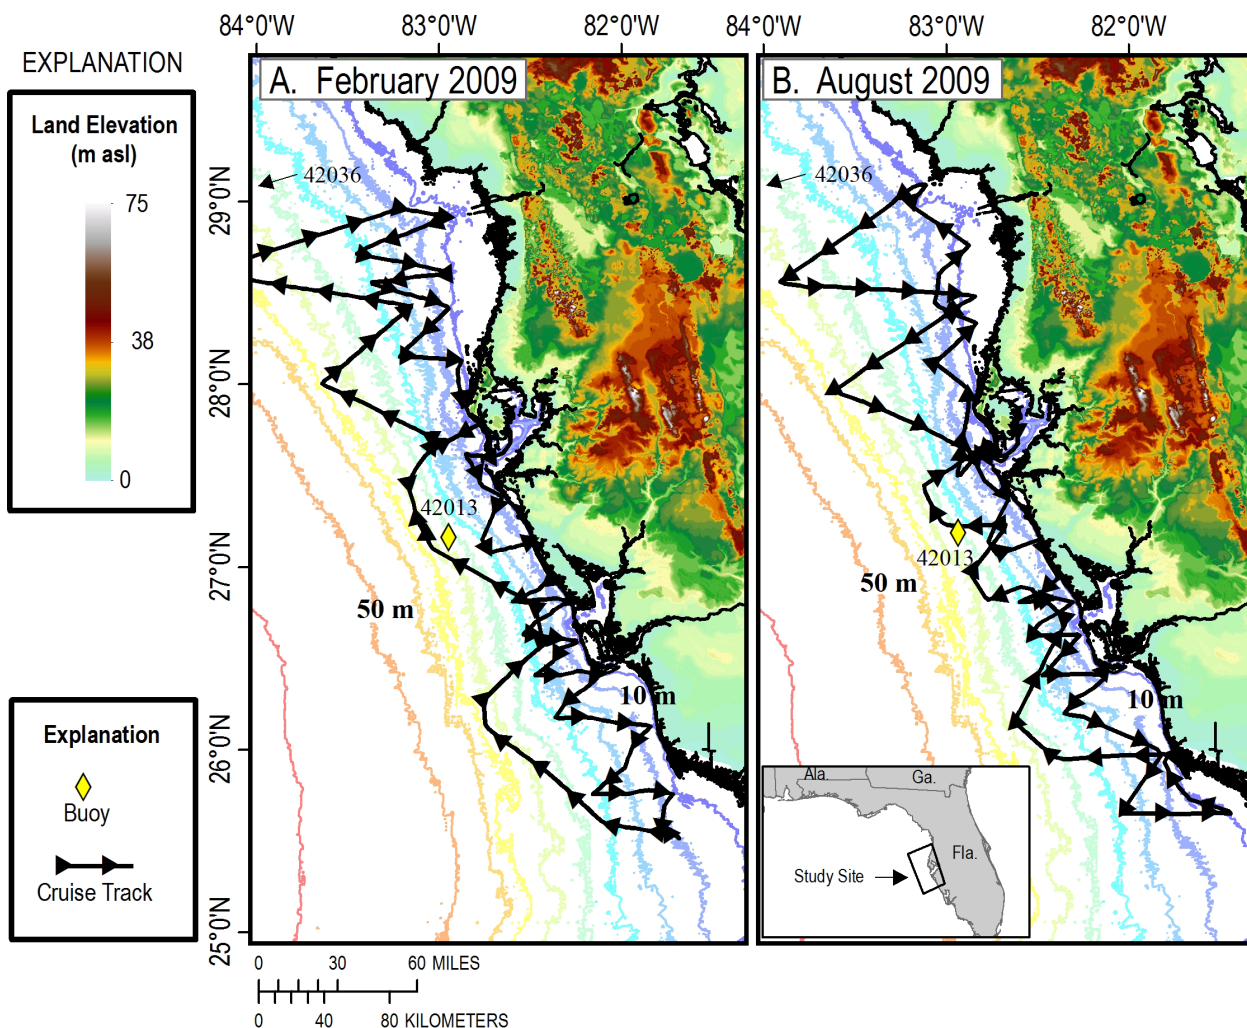 84°0'W 83°0'W 82°0'W 84°0'W 83°0'W 82°0'W
EXPLANATION
A. February 2009
B. August 2009
Land Elevation
(m asl)
75
38
0
42036
42036
29°0'N
28°0'N
27°0'N
26°0'N
25°0'N
42013
42013
50 m
50 m
10 m
10 m
Explanation
Buoy
Cruise Track
Ala.
Ga.
Fla.
Study Site
0 30 60 MILES
0 40 80 KILOMETERS